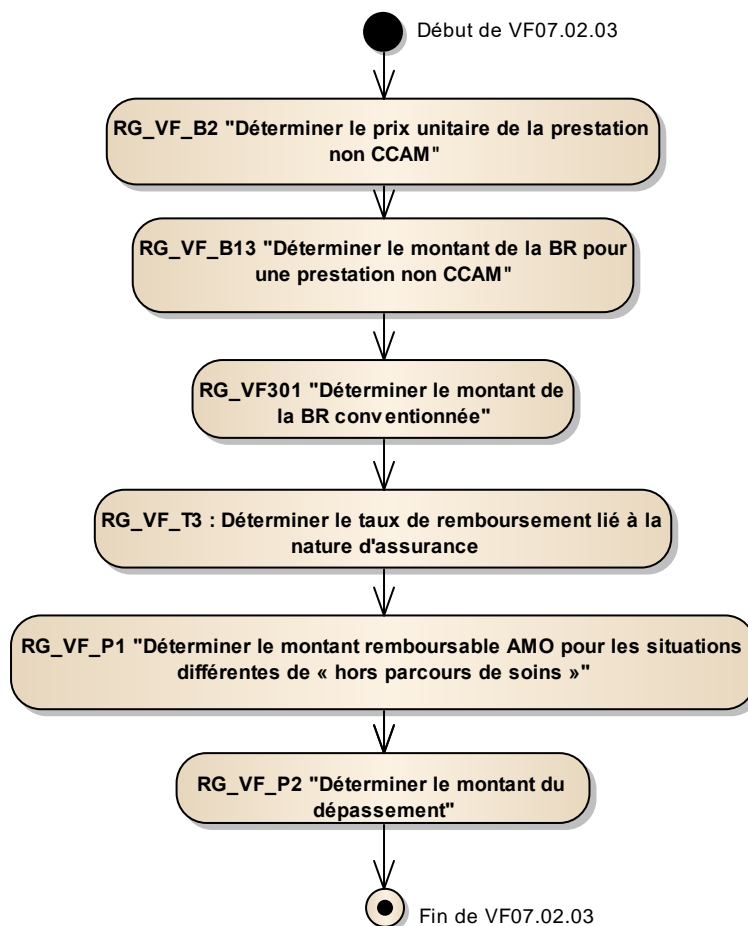 Début de VF07.02.03
RG_VF_B2 "Déterminer le prix unitaire de la prestation
non CCAM"
RG_VF_B13 "Déterminer le montant de la BR pour
une prestation non CCAM"
RG_VF301 "Déterminer le montant de
la BR conventionnée"
RG_VF_T3 : Déterminer le taux de remboursement lié à la
nature d'assurance
RG_VF_P1 "Déterminer le montant remboursable AMO pour les situations
différentes de « hors parcours de soins »"
RG_VF_P2 "Déterminer le montant du
dépassement"
Fin de VF07.02.03